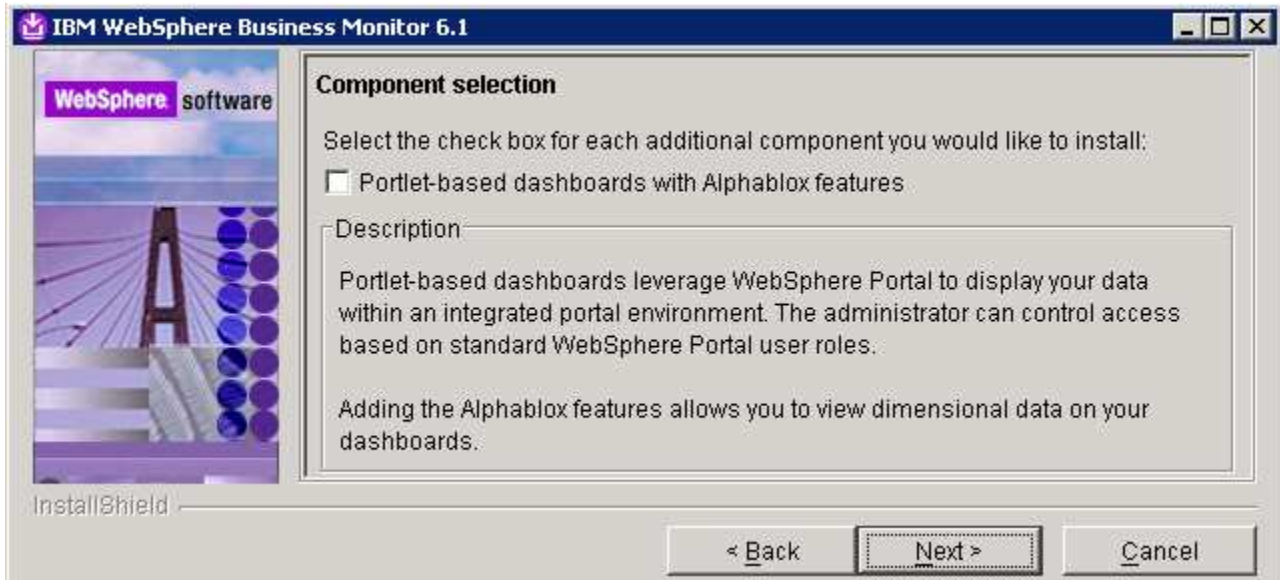 IBM WebSphere Business Monitor 6.1
WebSphere software
Component selection
Select the check box for each additional component you would like to install:
Portlet-based dashboards with Alphablox features
Description
Portlet-based dashboards leverage WebSphere Portal to display your data
within an integrated portal environment. The administrator can control access
based on standard WebSphere Portal user roles.
Adding the Alphablox features allows you to view dimensional data on your
dashboards.
InstallShield
< Back
Next >
Cancel